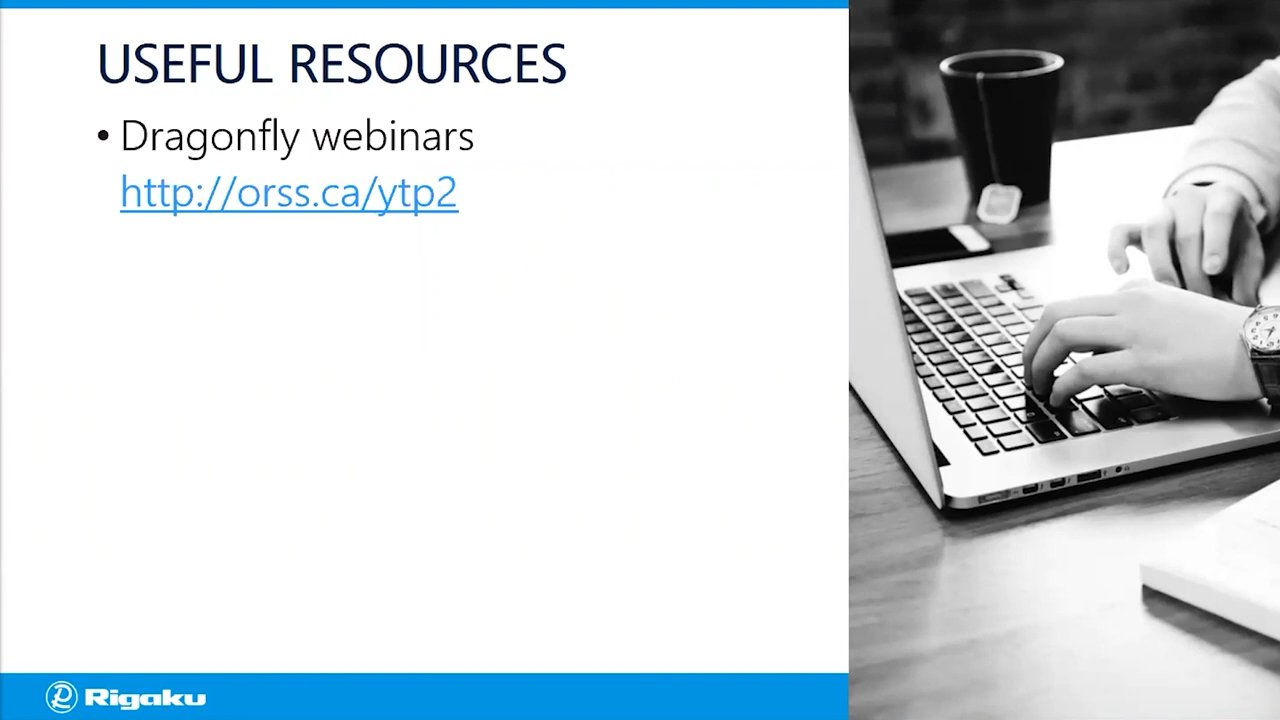 USEFUL RESOURCES
• Dragonfly webinars
http://orss.ca/ytp2
Rigaku